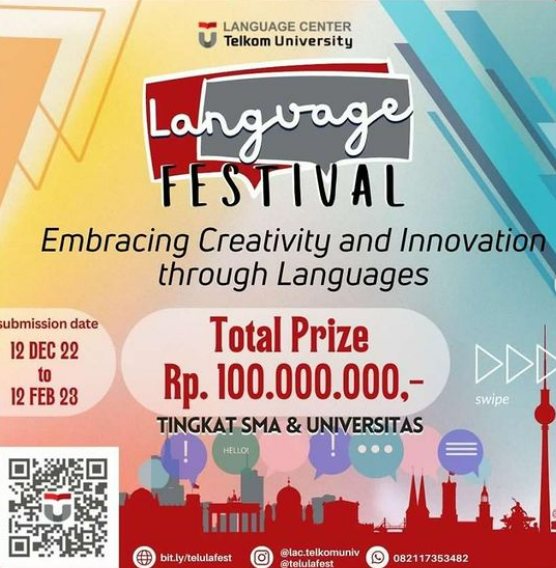 LANGUAGE CENTER
Telkom University
Language
FESTIVAL
Embracing Creativity and Innovation
through Languages
submission date
12 DEC 22
to
12 FEB 23
Total Prize
Rp. 100.000.000,-
TINGKAT SMA & UNIVERSITAS
swipe
!
HELLO!
!
bit.ly/telulafest
@lac.telkomuniv
@telulafest
082117353482